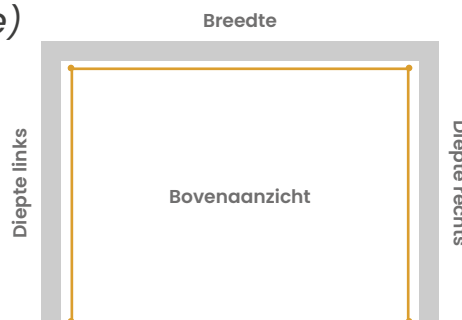 e)
Breedte
Diepte links
Bovenaanzicht
Diepte rechts